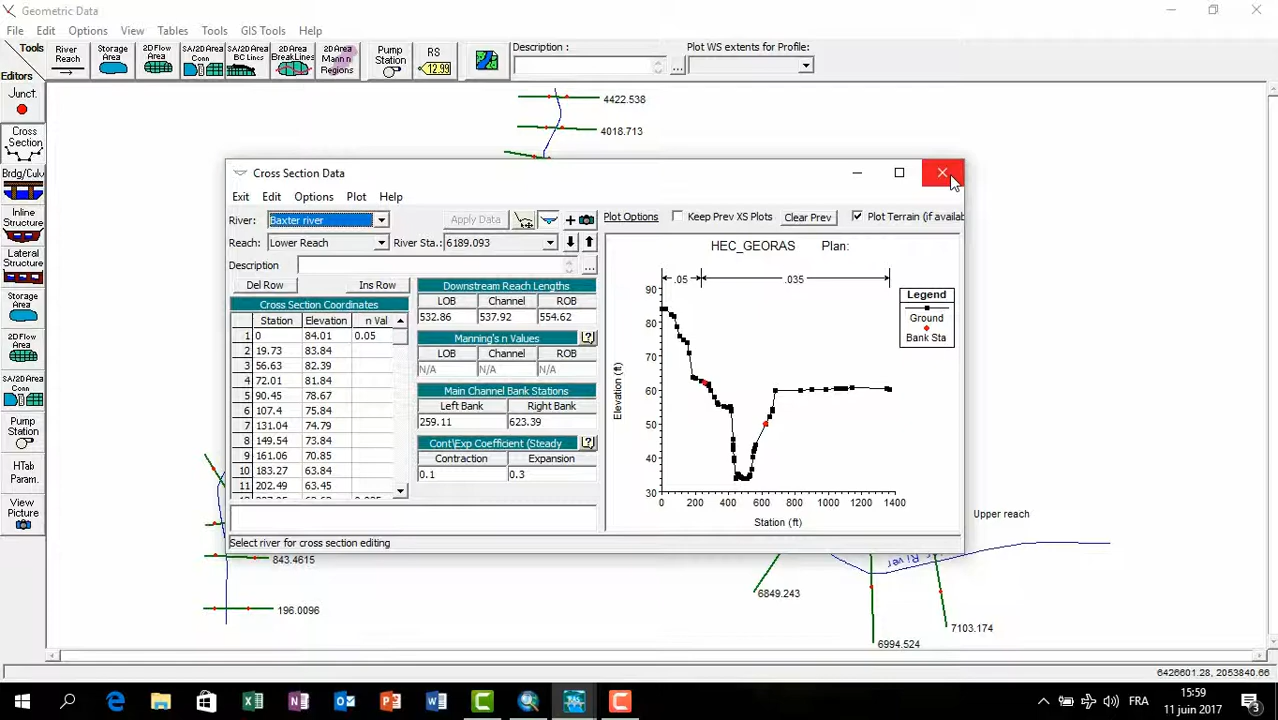 Geometric Data
File Edit Options View Tables Tools GIS Tools Help
Tools
Editors
River
Reach
Storage
Area
2D Flow
Area
SA/2D Area
Conn
SA/2D Area
BC Lines
2D Area
BreakLines
2D Area
Mann n
Regions
Pump
Station
RS
12.99
Description :
...
Plot WS extents for Profile:
Junct.
Cross
Section
Brdg/Culv
Inline
Structure
Lateral
Structure
Storage
Area
2D Flow
Area
SA/2D Area
Conn
Pump
Station
HTab
Param.
View
Picture
4422.538
4018.713
Cross Section Data
Exit Edit Options Plot Help
River: Baxter river
Apply Data
Plot Options
Keep Prev XS Plots
Clear Prev
Plot Terrain (if availab
Reach: Lower Reach
River Sta.: 6189.093
Description
...
Del Row
Ins Row
Cross Section Coordinates
Station Elevation n Val
1 0 84.01 0.05
2 19.73 83.84
3 56.63 82.39
4 72.01 81.84
5 90.45 78.67
6 107.4 75.84
7 131.04 74.79
8 149.54 73.84
9 161.06 70.85
10 183.27 63.84
11 202.49 63.45
Downstream Reach Lengths
LOB Channel ROB
532.86 537.92 554.62
Manning's n Values
?
LOB Channel ROB
N/A N/A N/A
Main Channel Bank Stations
Left Bank Right Bank
259.11 623.39
Cont\Exp Coefficient (Steady
?
Contraction Expansion
0.1 0.3
Select river for cross section editing
HEC_GEORAS Plan:
.05 .035
Elevation (ft)
90
80
70
60
50
40
30
0 200 400 600 800 1000 1200 1400
Station (ft)
Legend
Ground
Bank Sta
Upper reach
843.4615
196.0096
6849.243
6994.524
7103.174
6426601.28, 2053840.66
FRA
15:59
11 juin 2017
3